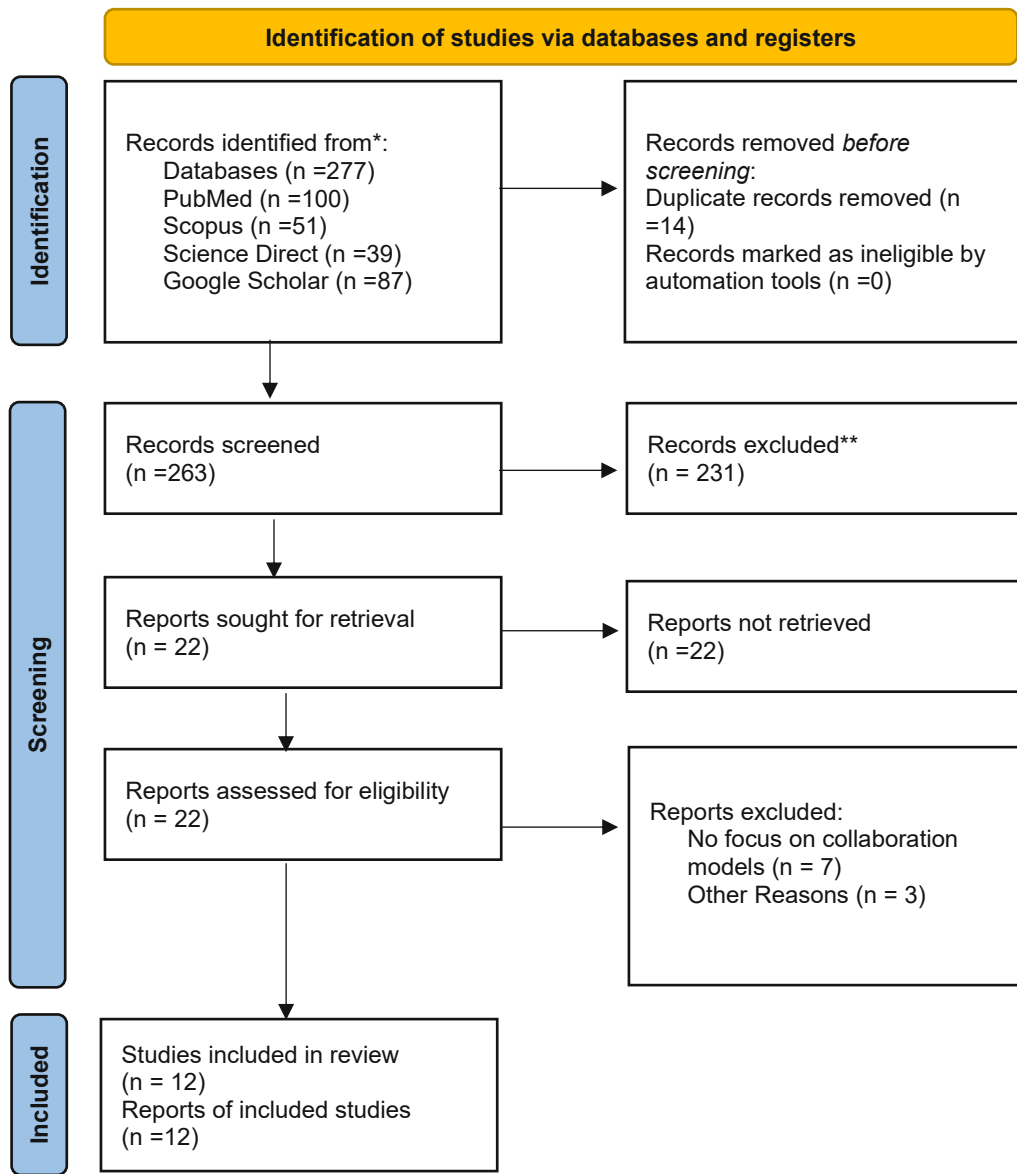 Identification of studies via databases and registers
Identification
Records identified from*:
Databases (n =277)
PubMed (n =100)
Scopus (n =51)
Science Direct (n =39)
Google Scholar (n =87)
Records removed before
screening:
Duplicate records removed (n
=14)
Records marked as ineligible by
automation tools (n =0)
Screening
Records screened
(n =263)
Records excluded**
(n = 231)
Reports sought for retrieval
(n = 22)
Reports not retrieved
(n =22)
Reports assessed for eligibility
(n = 22)
Reports excluded:
No focus on collaboration
models (n = 7)
Other Reasons (n = 3)
Included
Studies included in review
(n = 12)
Reports of included studies
(n =12)